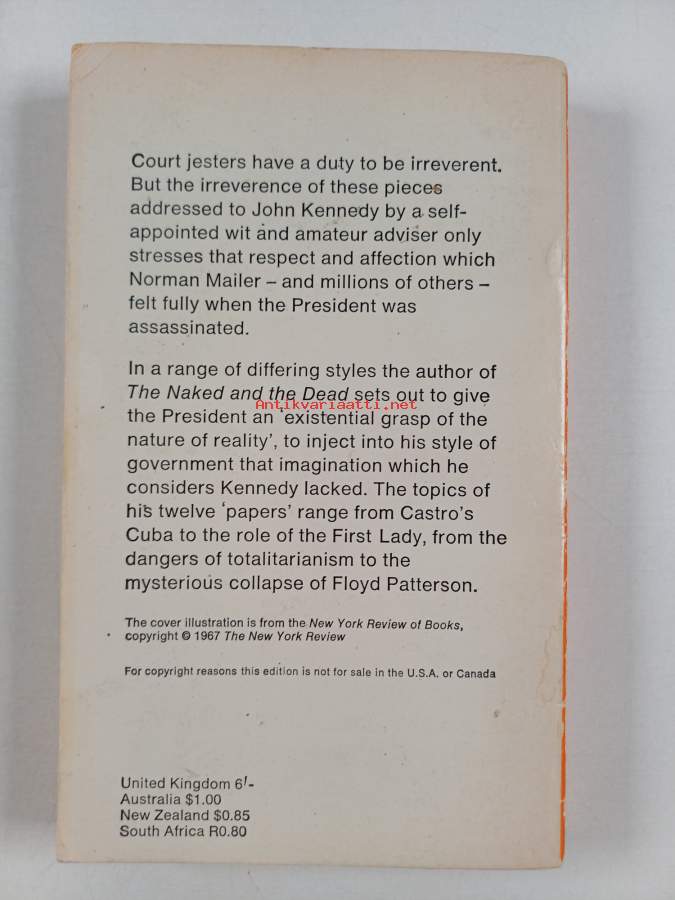 Court jesters have a duty to be irreverent.
But the irreverence of these pieces
addressed to John Kennedy by a self-
appointed wit and amateur adviser only
stresses that respect and affection which
Norman Mailer – and millions of others –
felt fully when the President was
assassinated.
In a range of differing styles the author of
The Naked and the Dead sets out to give
Antikvariaatti.net
the President an ‘existential grasp of the
nature of reality’, to inject into his style of
government that imagination which he
considers Kennedy lacked. The topics of
his twelve ‘papers’ range from Castro’s
Cuba to the role of the First Lady, from the
dangers of totalitarianism to the
mysterious collapse of Floyd Patterson.
The cover illustration is from the New York Review of Books,
copyright © 1967 The New York Review
For copyright reasons this edition is not for sale in the U.S.A. or Canada
United Kingdom 6/-
Australia $1.00
New Zealand $0.85
South Africa R0.80